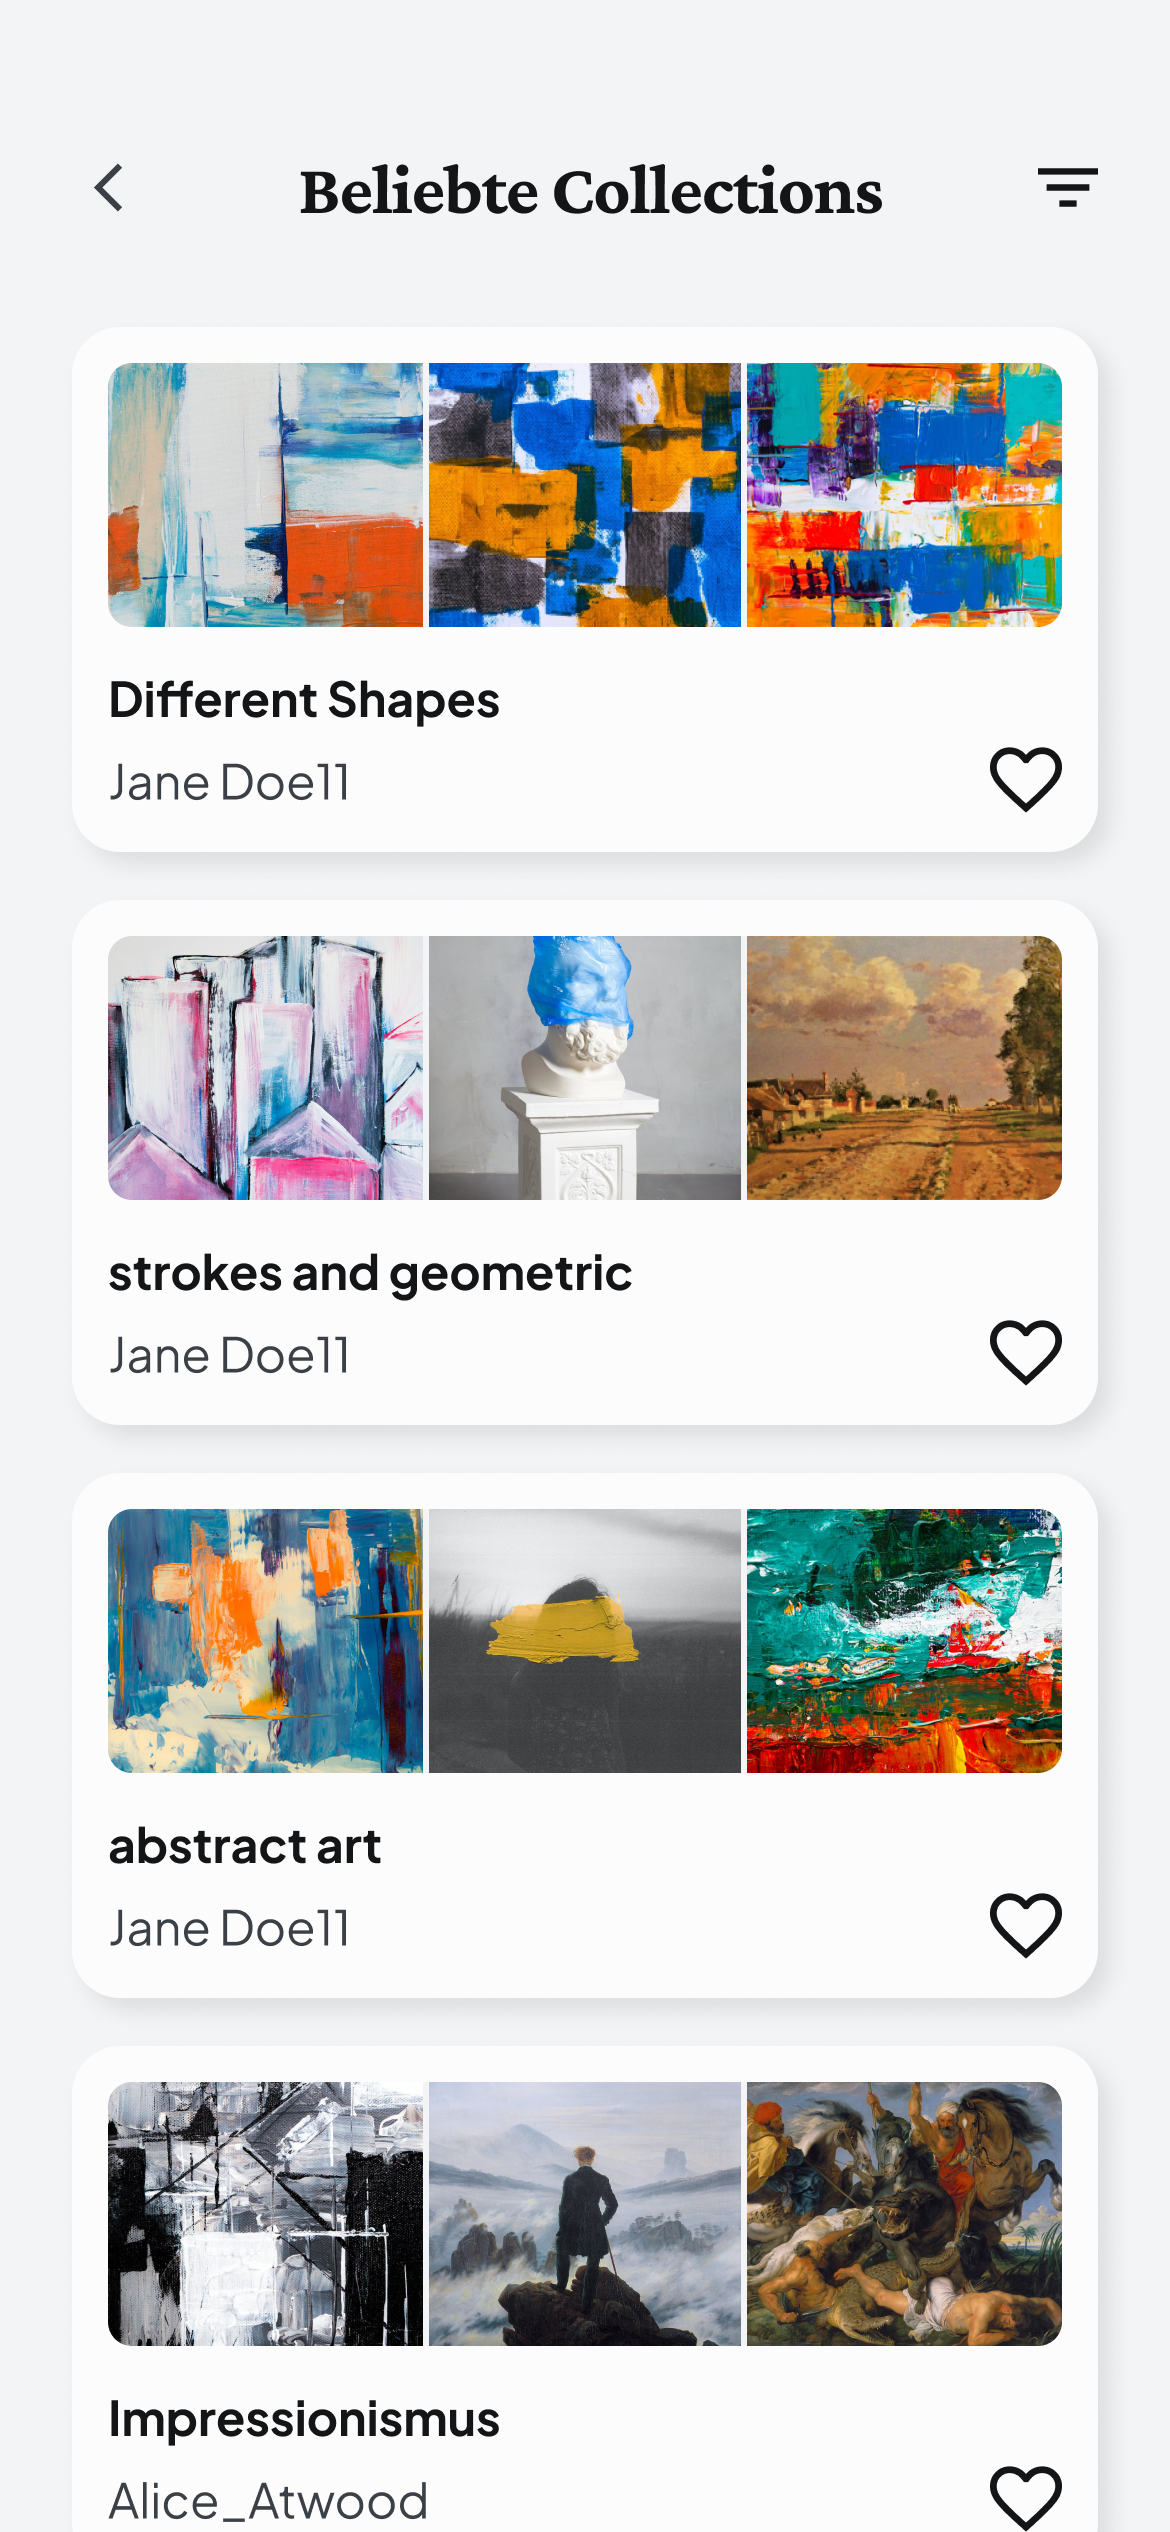 Beliebte Collections
Different Shapes
Jane Doe11
strokes and geometric
Jane Doe11
abstract art
Jane Doe11
Impressionismus
Alice_Atwood